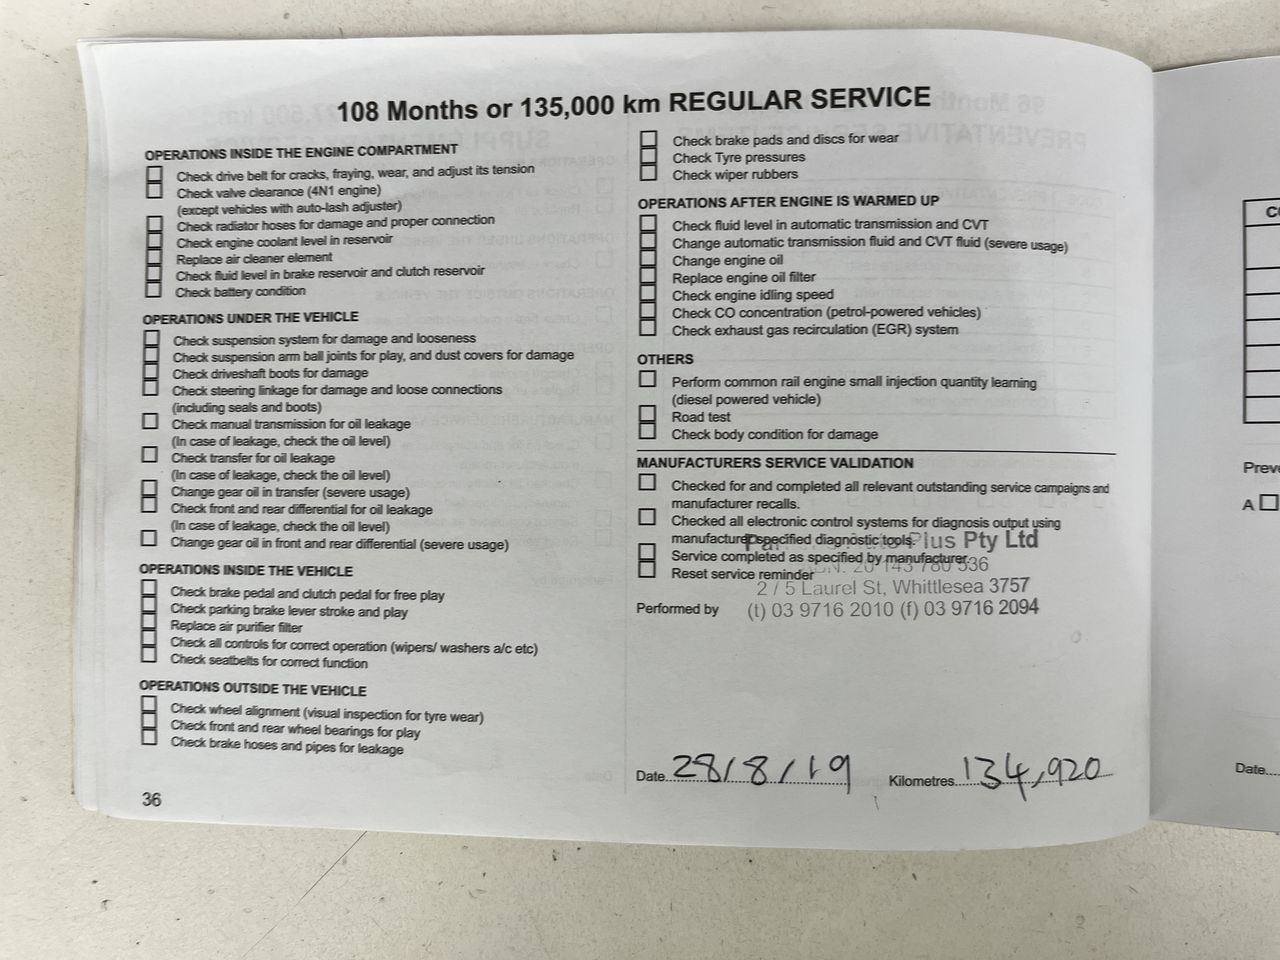 108 Months or 135,000 km REGULAR SERVICE
OPERATIONS INSIDE THE ENGINE COMPARTMENT
Check drive belt for cracks, fraying, wear, and adjust its tension
Check valve clearance (4N1 engine)
(except vehicles with auto-lash adjuster)
Check radiator hoses for damage and proper connection
Check engine coolant level in reservoir
Replace air cleaner element
Check fluid level in brake reservoir and clutch reservoir
Check battery condition
OPERATIONS UNDER THE VEHICLE
Check suspension system for damage and looseness
Check suspension arm ball joints for play, and dust covers for damage
Check driveshaft boots for damage
Check steering linkage for damage and loose connections
(including seals and boots)
Check manual transmission for oil leakage
(In case of leakage, check the oil level)
Check transfer for oil leakage
(In case of leakage, check the oil level)
Change gear oil in transfer (severe usage)
Check front and rear differential for oil leakage
(In case of leakage, check the oil level)
Change gear oil in front and rear differential (severe usage)
OPERATIONS INSIDE THE VEHICLE
Check brake pedal and clutch pedal for free play
Check parking brake lever stroke and play
Replace air purifier filter
Check all controls for correct operation (wipers/ washers a/c etc)
Check seatbelts for correct function
OPERATIONS OUTSIDE THE VEHICLE
Check wheel alignment (visual inspection for tyre wear)
Check front and rear wheel bearings for play
Check brake hoses and pipes for leakage
36
Check brake pads and discs for wear
Check Tyre pressures
Check wiper rubbers
OPERATIONS AFTER ENGINE IS WARMED UP
Check fluid level in automatic transmission and CVT
Change automatic transmission fluid and CVT fluid (severe usage)
Change engine oil
Replace engine oil filter
Check engine idling speed
Check CO concentration (petrol-powered vehicles)
Check exhaust gas recirculation (EGR) system
OTHERS
Perform common rail engine small injection quantity learning
(diesel powered vehicle)
Road test
Check body condition for damage
MANUFACTURERS SERVICE VALIDATION
Checked for and completed all relevant outstanding service campaigns and
manufacturer recalls.
Checked all electronic control systems for diagnosis output using
manufacturer specified diagnostic tools.
Plus Pty Ltd
Service completed as specified by manufacturer.
Reset service reminder
2 / 5 Laurel St, Whittlesea 3757
Performed by
(t) 03 9716 2010 (f) 03 9716 2094
Date 28/8/19 Kilometres 134,920
A
Date